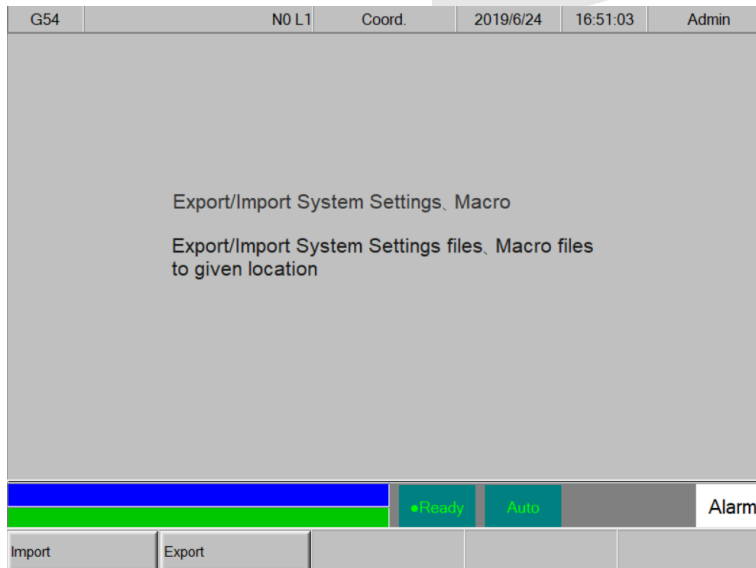 G54 N0 L1 Coord. 2019/6/24 16:51:03 Admin
Export/Import System Settings、Macro
Export/Import System Settings files、Macro files
to given location
●Ready Auto Alarm
Import Export